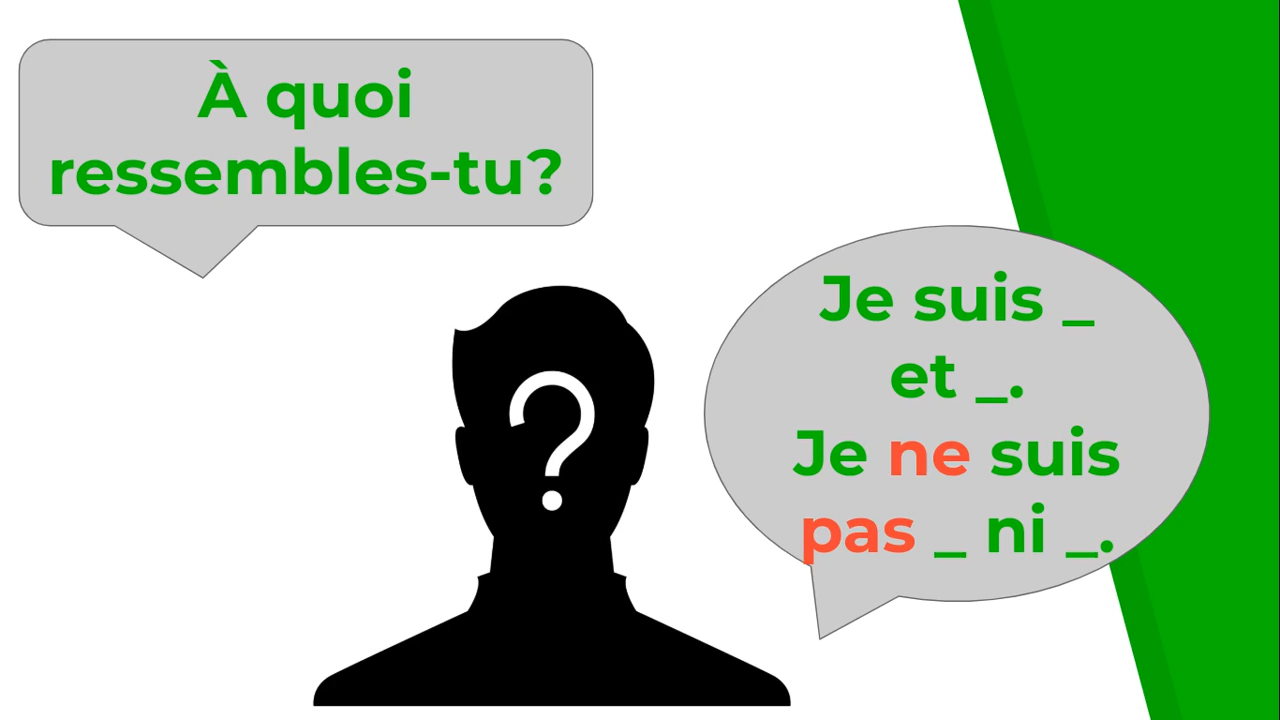 À quoi
ressembles-tu?
?
Je suis _
et _.
Je ne suis
pas _ ni _.